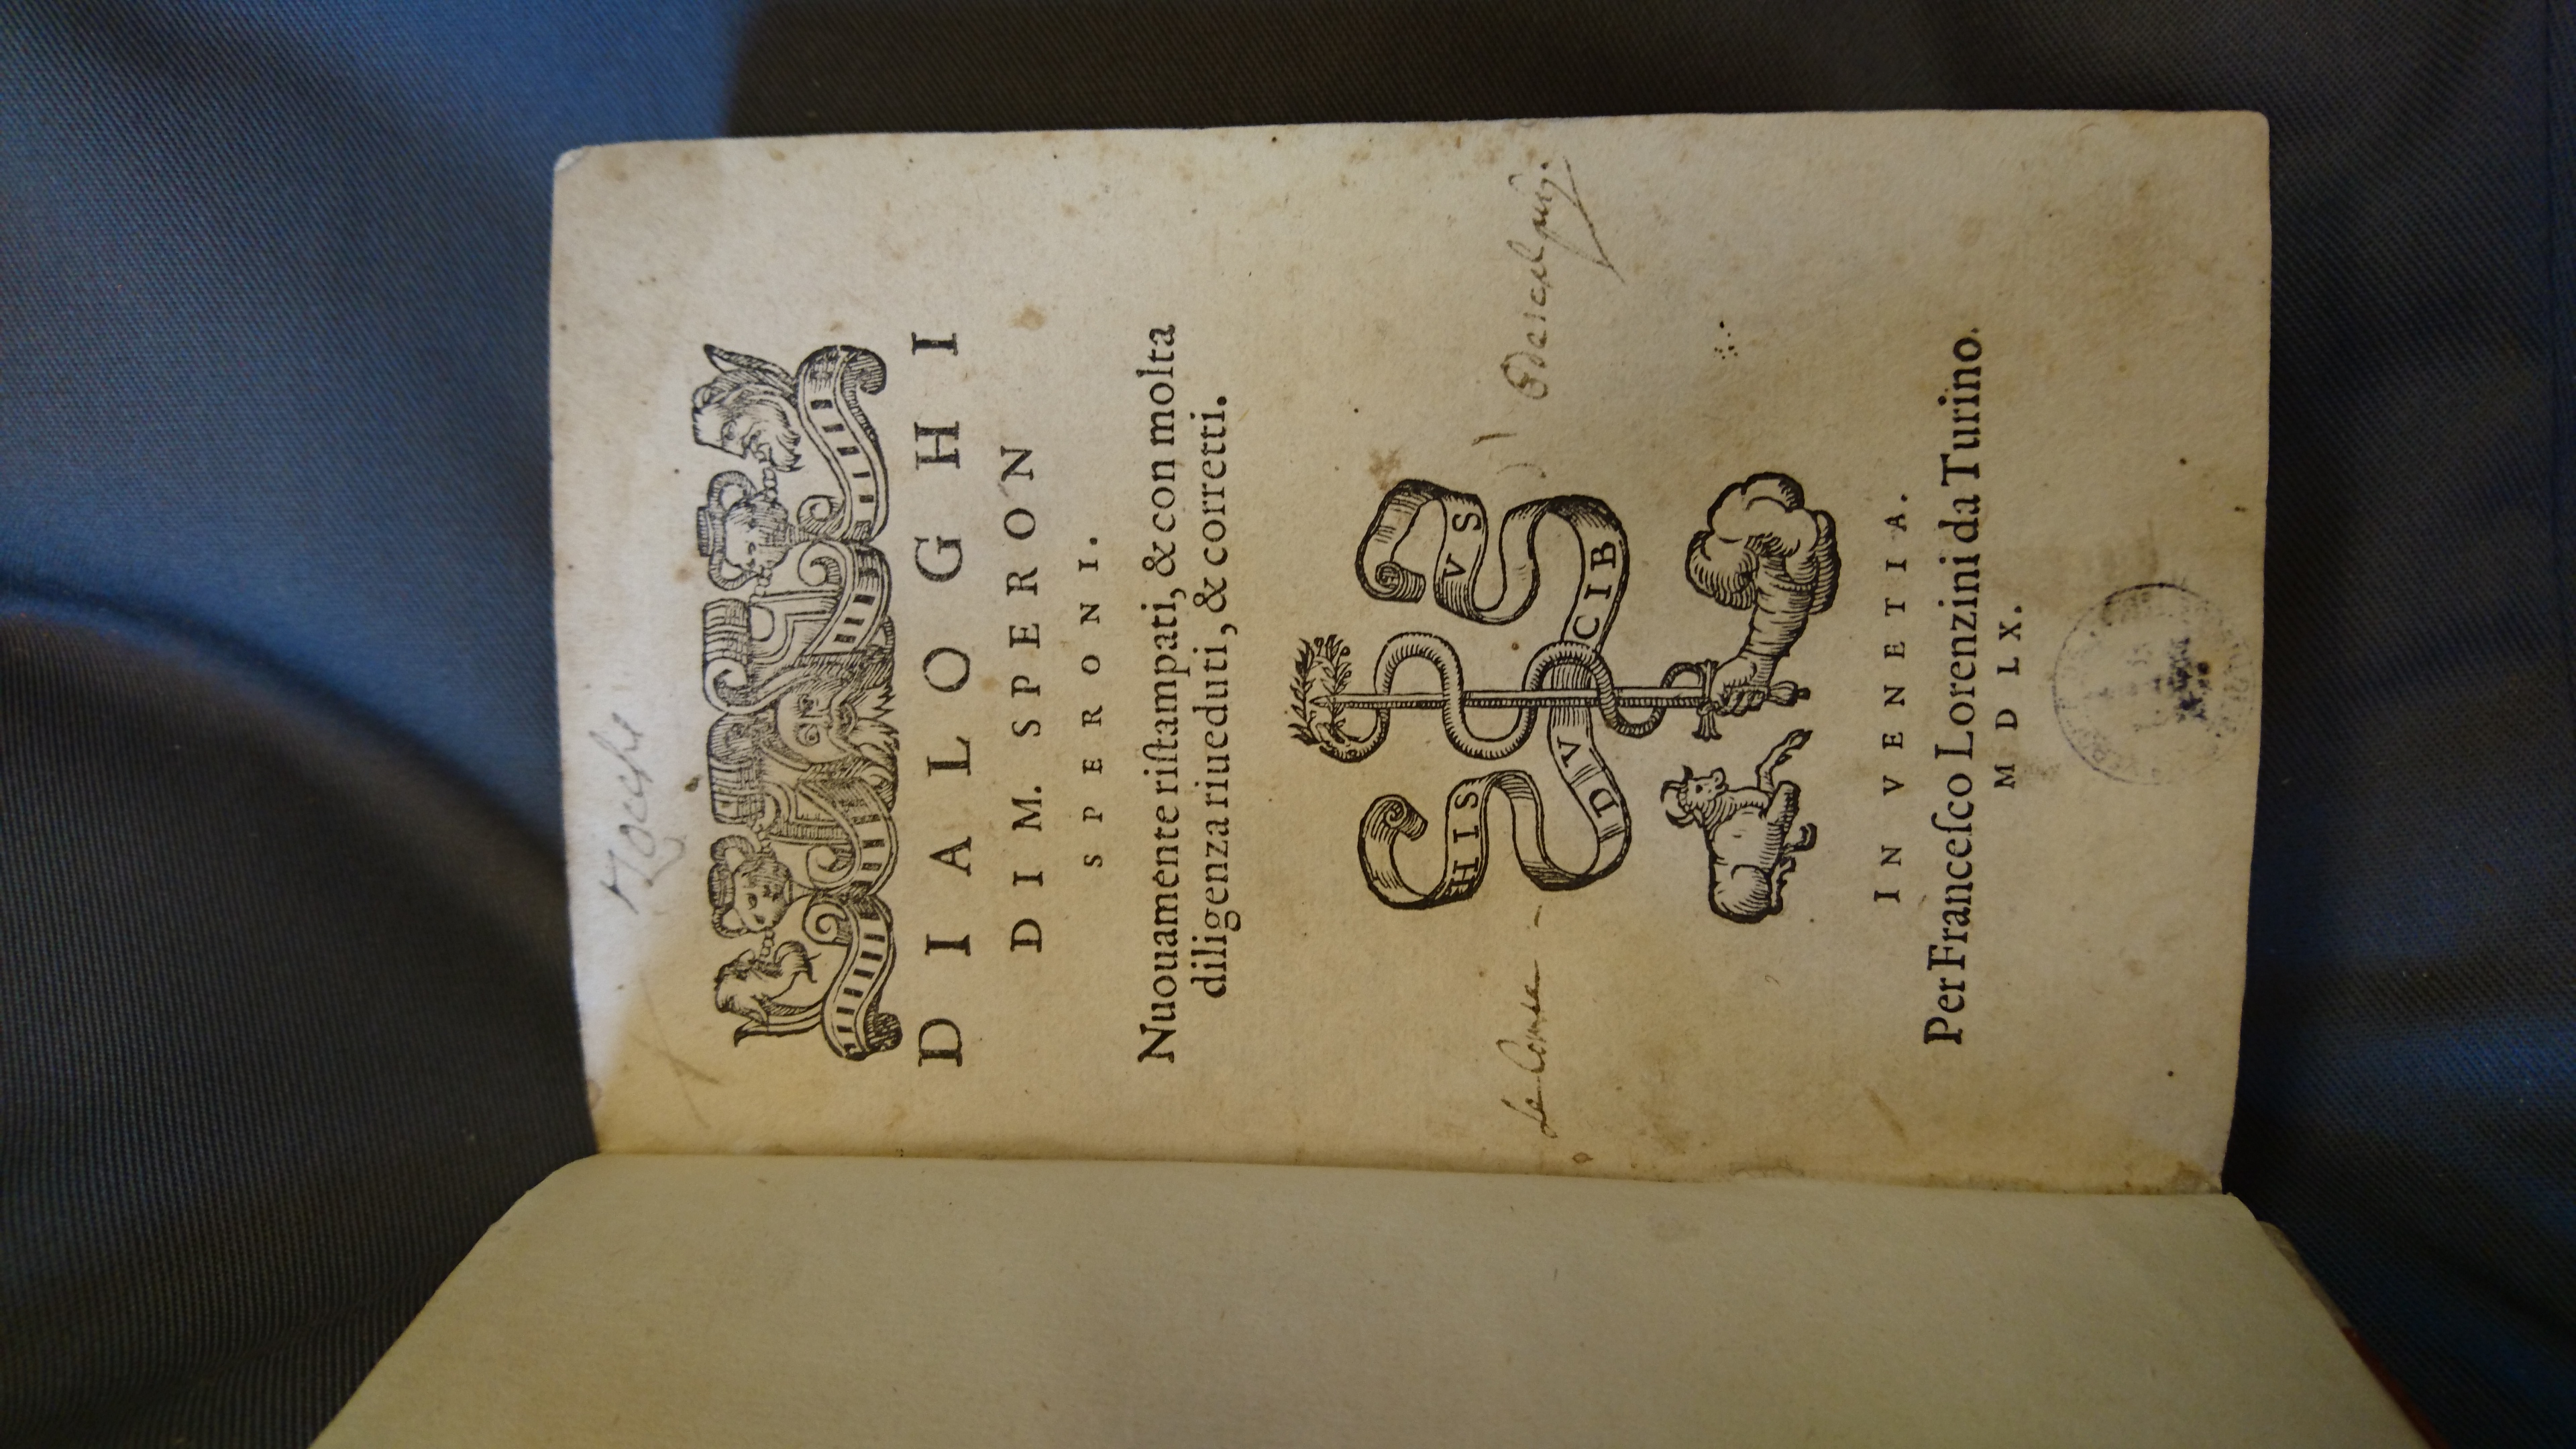 DIALOGHI
DI M. SPERON
SPERONI.
Nuouamente riſtampati, & con molta
diligenza riueduti, & corretti.
HIS DVCIBVS
IN VENETIA.
Per Franceſco Lorenzini da Turino.
MDLX.